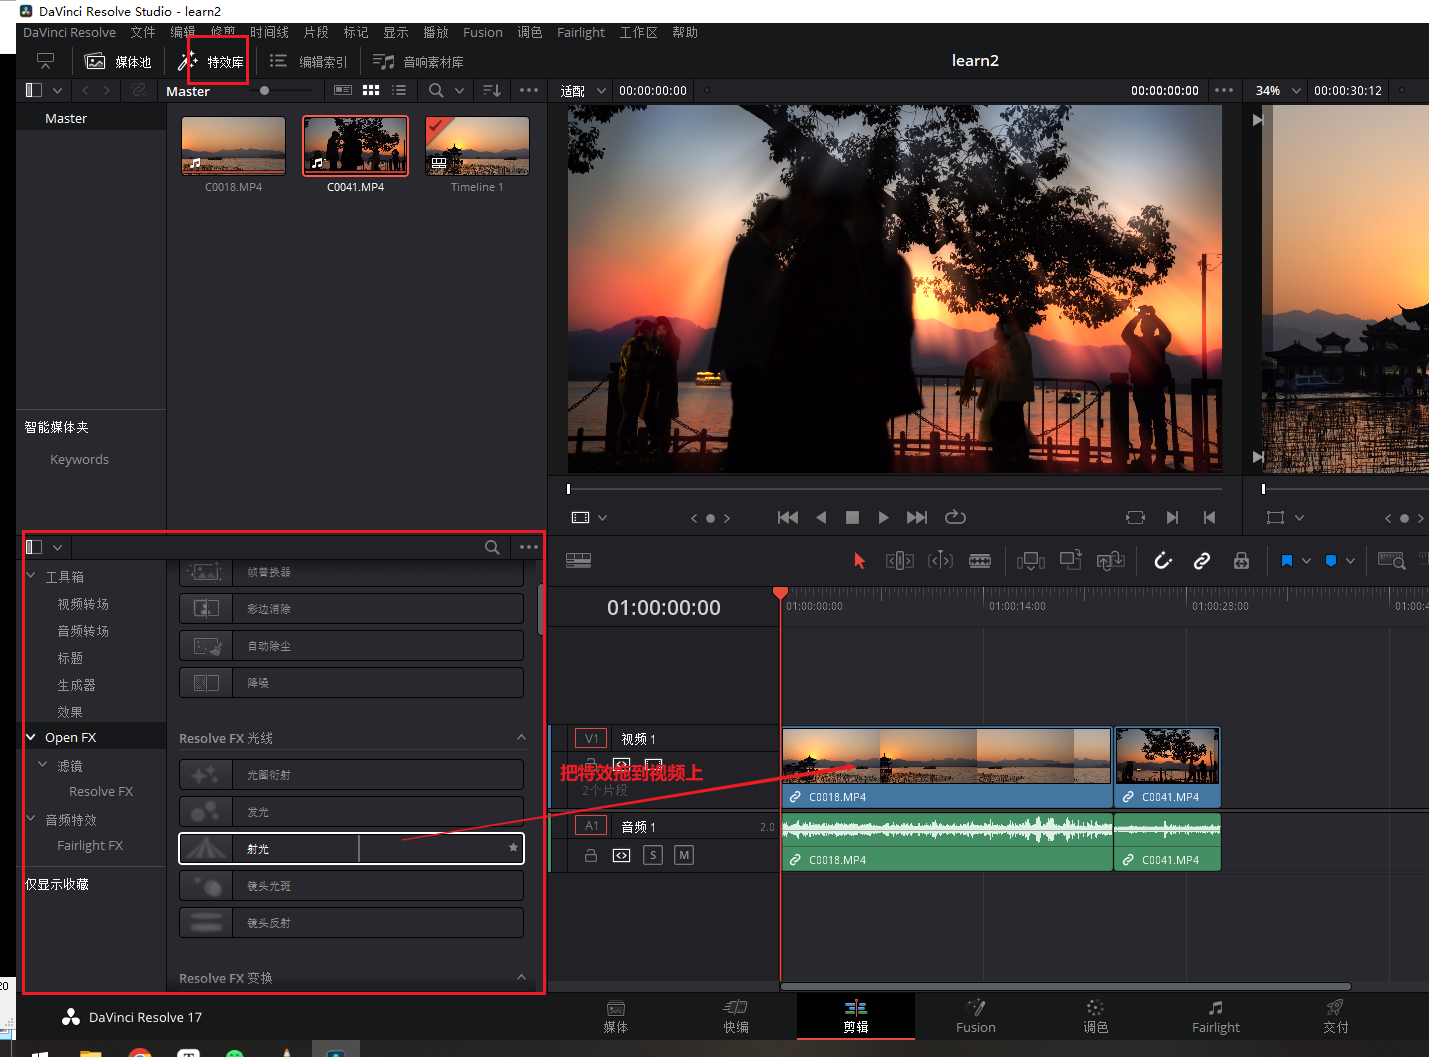 DaVinci Resolve Studio - learn2
DaVinci Resolve 文件 编辑 修剪 时间线 片段 标记 显示 播放 Fusion 调色 Fairlight 工作区 帮助
媒体池 特效库 编辑索引 音响素材库 learn2
Master 适配 00:00:00:00 00:00:00:00 34% 00:00:30:12
Master
C0018.MP4 C0041.MP4 Timeline 1
智能媒体夹
Keywords
工具箱
视频转场
音频转场
标题
生成器
效果
Open FX
滤镜
Resolve FX
音频特效
Fairlight FX
仅显示收藏
帧替换器
彩边消除
自动除尘
降噪
Resolve FX 光线
光圈衍射
发光
射光
镜头光斑
镜头反射
Resolve FX 变换
01:00:00:00
01:00:00:00 01:00:14:00 01:00:28:00 01:00:4
V1 视频 1
把特效拖到视频上
2个片段
C0018.MP4 C0041.MP4
A1 音频 1 2.0
S M
C0018.MP4 C0041.MP4
20
DaVinci Resolve 17
媒体 快编 剪辑 Fusion 调色 Fairlight 交付